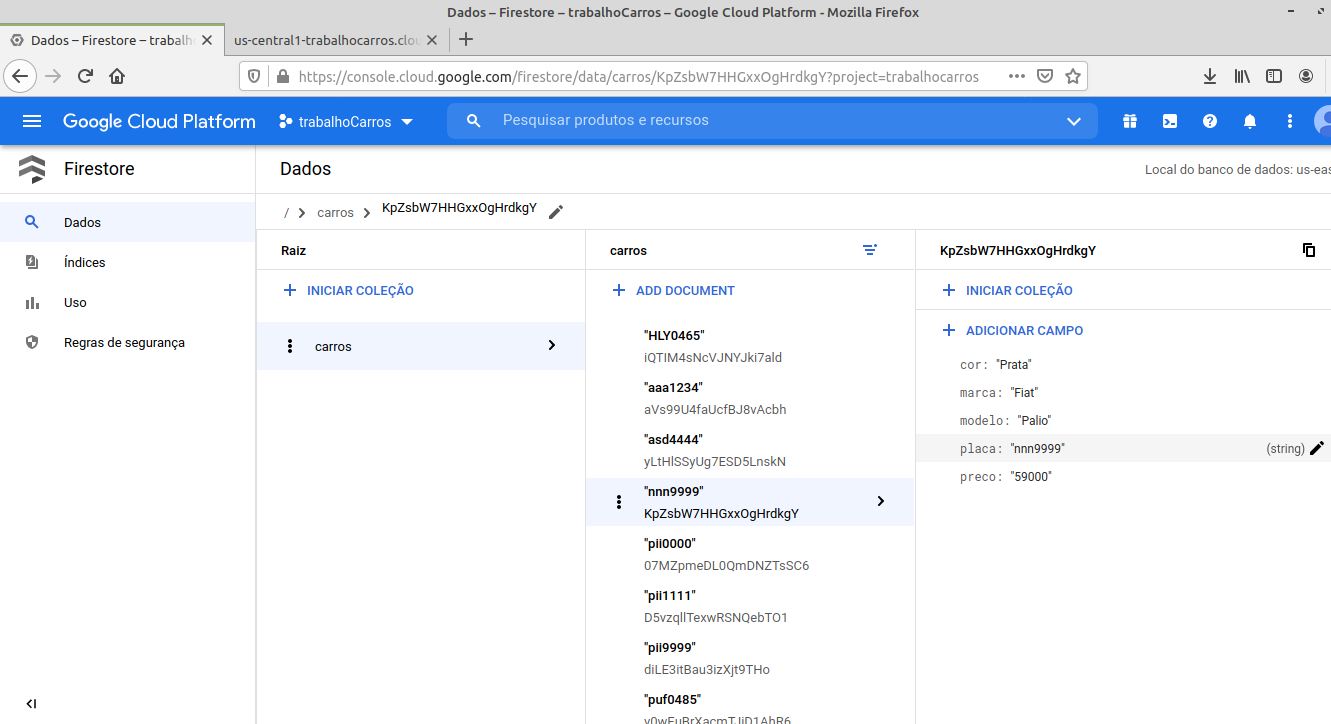 Dados – Firestore – trabalhoCarros – Google Cloud Platform - Mozilla Firefox
Dados – Firestore – trabalh
us-central1-trabalhocarros.clou
https://console.cloud.google.com/firestore/data/carros/KpZsbW7HHGxxOgHrdkgY?project=trabalhocarros
Google Cloud Platform
trabalhoCarros
Pesquisar produtos e recursos
Firestore
Dados
Local do banco de dados: us-eas
Dados
Índices
Uso
Regras de segurança
/ > carros > KpZsbW7HHGxxOgHrdkgY
Raiz
INICIAR COLEÇÃO
carros
carros
ADD DOCUMENT
"HLY0465"
iQTIM4sNcVJNYJki7ald
"aaa1234"
aVs99U4faUcfBJ8vAcbh
"asd4444"
yLtHlSSyUg7ESD5LnskN
"nnn9999"
KpZsbW7HHGxxOgHrdkgY
"pii0000"
07MZpmeDL0QmDNZTsSC6
"pii1111"
D5vzqllTexwRSNQebTO1
"pii9999"
diLE3itBau3izXjt9THo
"puf0485"
KpZsbW7HHGxxOgHrdkgY
INICIAR COLEÇÃO
ADICIONAR CAMPO
cor: "Prata"
marca: "Fiat"
modelo: "Palio"
placa: "nnn9999" (string)
preco: "59000"